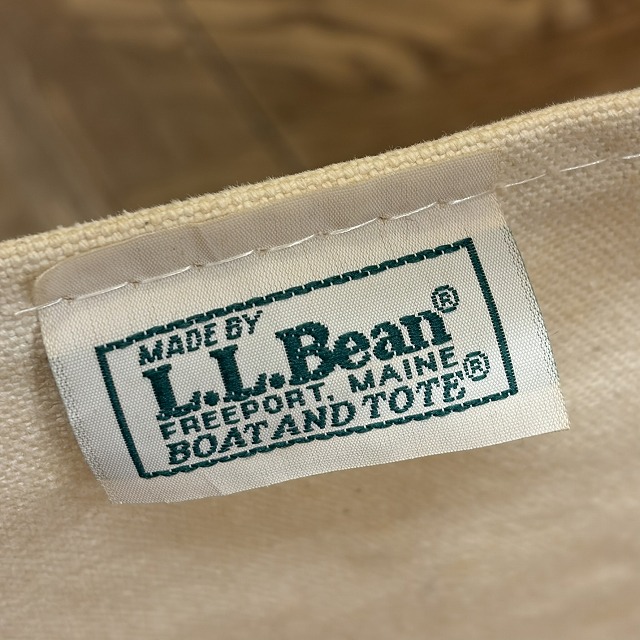 MADE BY
L.L.Bean®
FREEPORT, MAINE
BOAT AND TOTE®